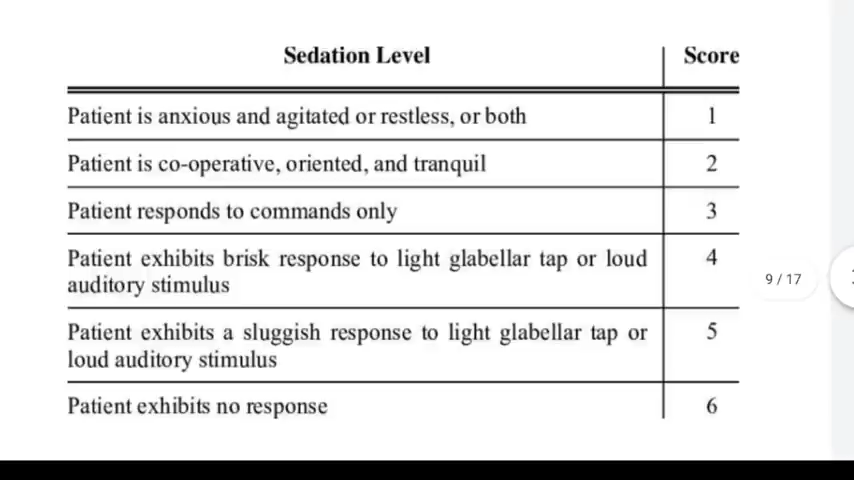 Sedation Level Score
Patient is anxious and agitated or restless, or both 1
Patient is co-operative, oriented, and tranquil 2
Patient responds to commands only 3
Patient exhibits brisk response to light glabellar tap or loud 4
auditory stimulus
9 / 17
Patient exhibits a sluggish response to light glabellar tap or 5
loud auditory stimulus
Patient exhibits no response 6